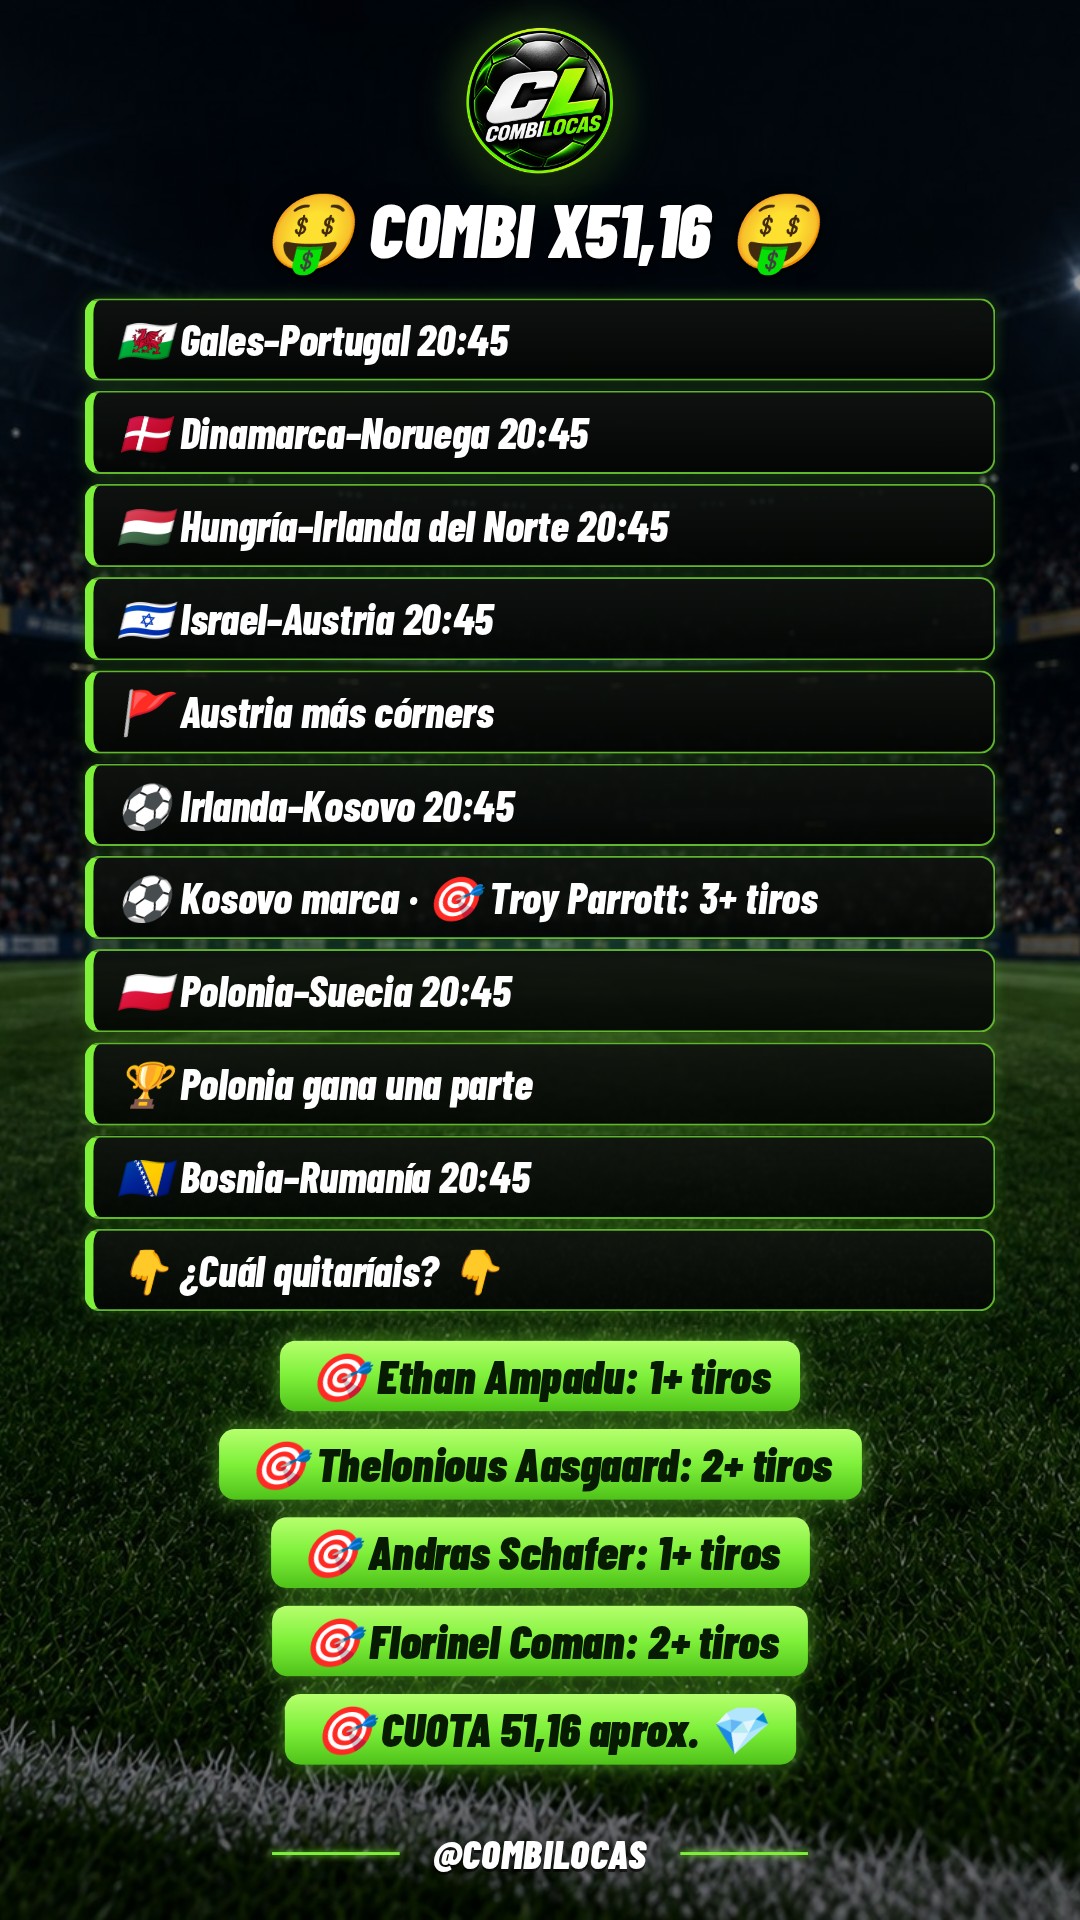 CL
COMBILOCAS
🤑 COMBI X51,16 🤑
🏴󠁧󠁢󠁷󠁬󠁳󠁿 Gales-Portugal 20:45
🇩🇰 Dinamarca-Noruega 20:45
🇭🇺 Hungría-Irlanda del Norte 20:45
🇮🇱 Israel-Austria 20:45
🚩 Austria más córners
⚽ Irlanda-Kosovo 20:45
⚽ Kosovo marca · 🎯 Troy Parrott: 3+ tiros
🇵🇱 Polonia-Suecia 20:45
🏆 Polonia gana una parte
🇧🇦 Bosnia-Rumanía 20:45
👇 ¿Cuál quitaríais? 👇
🎯 Ethan Ampadu: 1+ tiros
🎯 Thelonious Aasgaard: 2+ tiros
🎯 Andras Schafer: 1+ tiros
🎯 Florinel Coman: 2+ tiros
🎯 CUOTA 51,16 aprox. 💎
@COMBILOCAS